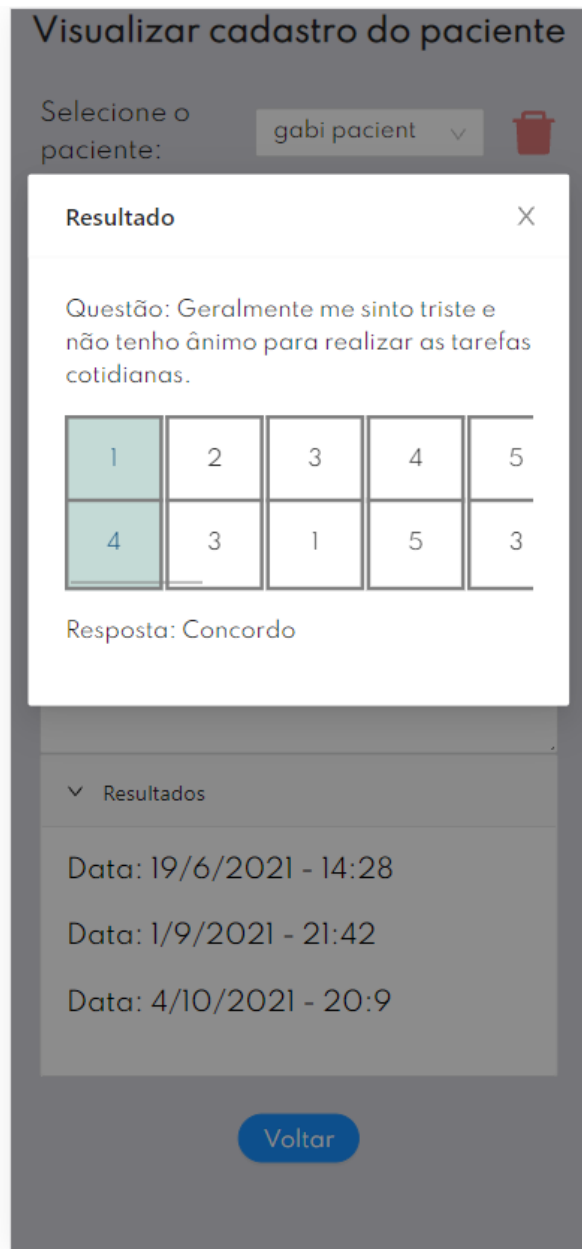 Visualizar cadastro do paciente
Selecione o
paciente:
gabi pacient
Resultado
Questão: Geralmente me sinto triste e
não tenho ânimo para realizar as tarefas
cotidianas.
1 2 3 4 5
4 3 1 5 3
Resposta: Concordo
Resultados
Data: 19/6/2021 - 14:28
Data: 1/9/2021 - 21:42
Data: 4/10/2021 - 20:9
Voltar